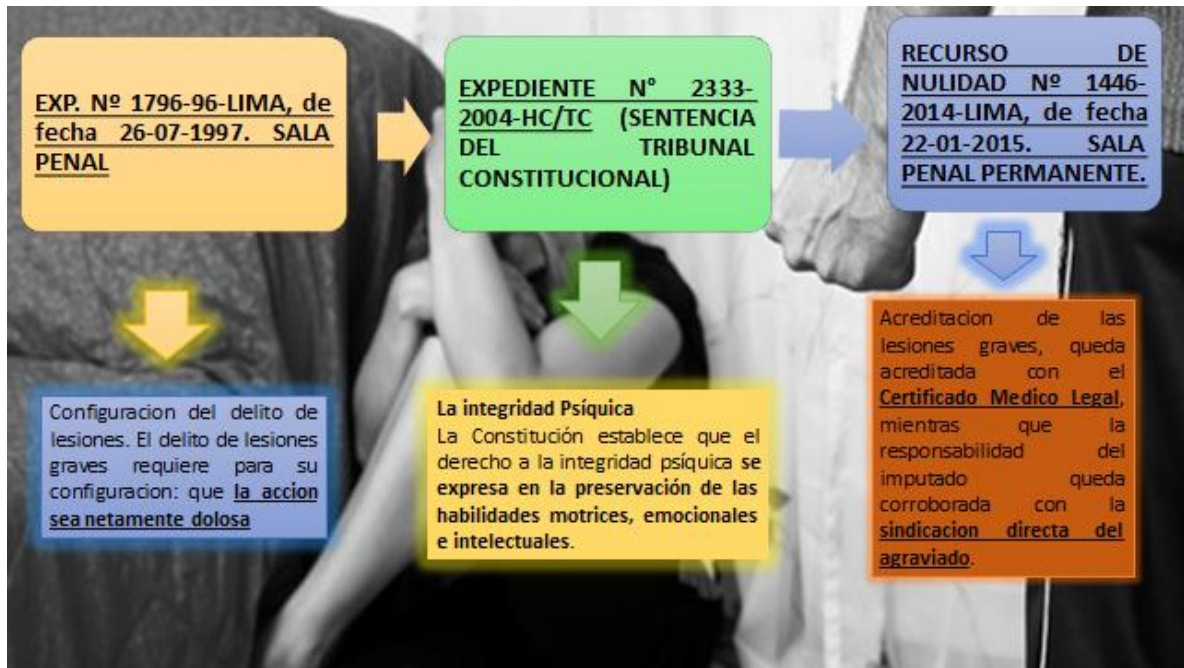 EXP. Nº 1796-96-LIMA, de
fecha 26-07-1997. SALA
PENAL
EXPEDIENTE N° 2333-
2004-HC/TC (SENTENCIA
DEL TRIBUNAL
CONSTITUCIONAL)
RECURSO DE
NULIDAD Nº 1446-
2014-LIMA, de fecha
22-01-2015. SALA
PENAL PERMANENTE.
Configuracion del delito de
lesiones. El delito de lesiones
graves requiere para su
configuracion: que la accion
sea netamente dolosa
La integridad Psíquica
La Constitución establece que el
derecho a la integridad psíquica se
expresa en la preservación de las
habilidades motrices, emocionales
e intelectuales.
Acreditacion de las
lesiones graves, queda
acreditada con el
Certificado Medico Legal,
mientras que la
responsabilidad del
imputado queda
corroborada con la
sindicacion directa del
agraviado.